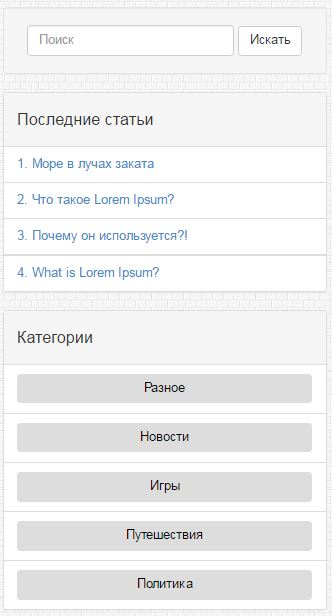 Поиск Искать
Последние статьи
1. Море в лучах заката
2. Что такое Lorem Ipsum?
3. Почему он используется?!
4. What is Lorem Ipsum?
Категории
Разное
Новости
Игры
Путешествия
Политика